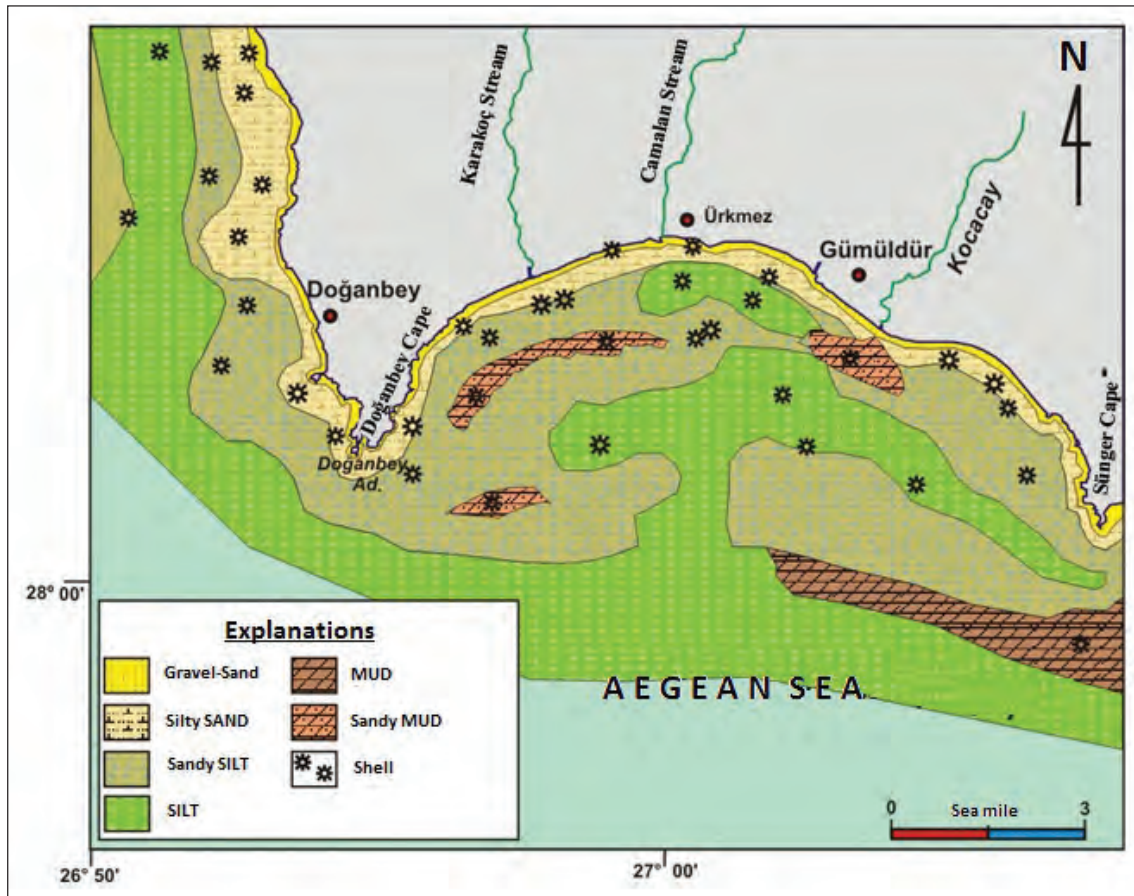 N
Karakoç Stream
Camalan Stream
Kocacay
Ürkmez
Gümüldür
Doğanbey
Doğanbey Cape
Doğanbey
Ad.
Sünger Cape
28° 00'
Explanations
Gravel-Sand
MUD
Silty SAND
Sandy MUD
Sandy SILT
Shell
SILT
AEGEAN SEA
0 Sea mile 3
26° 50'
27° 00'